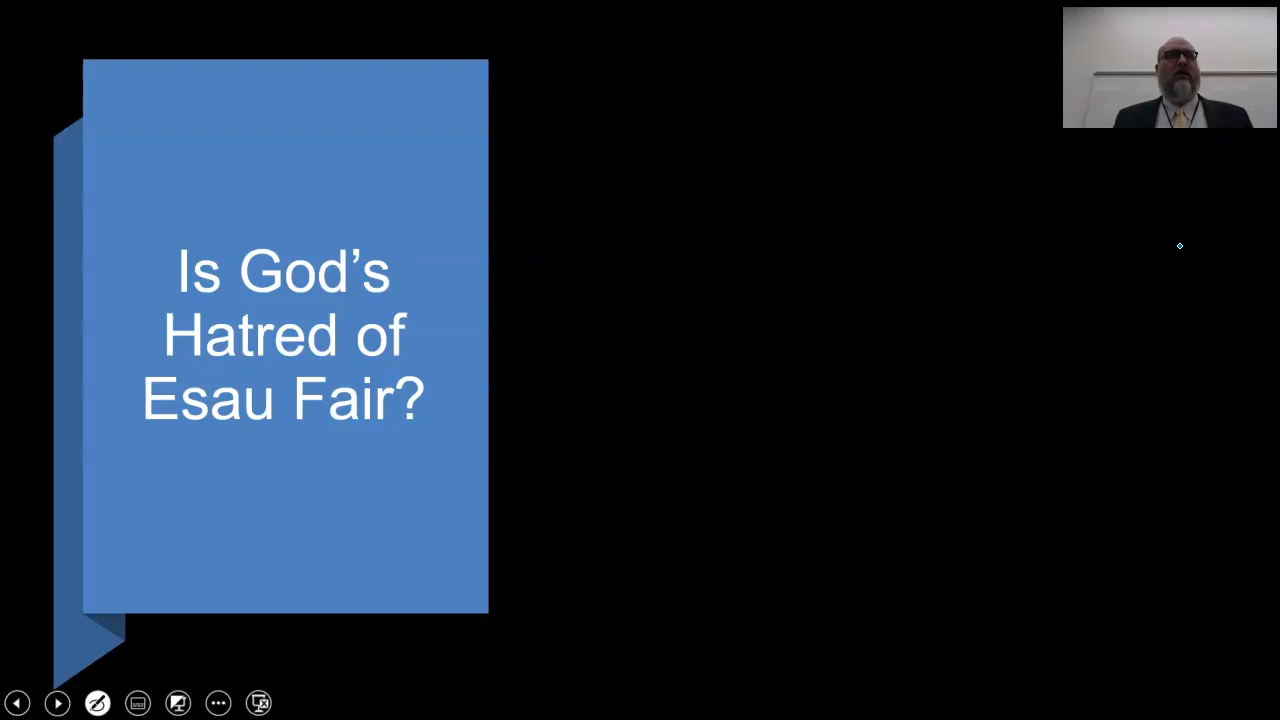 Is God’s
Hatred of
Esau Fair?